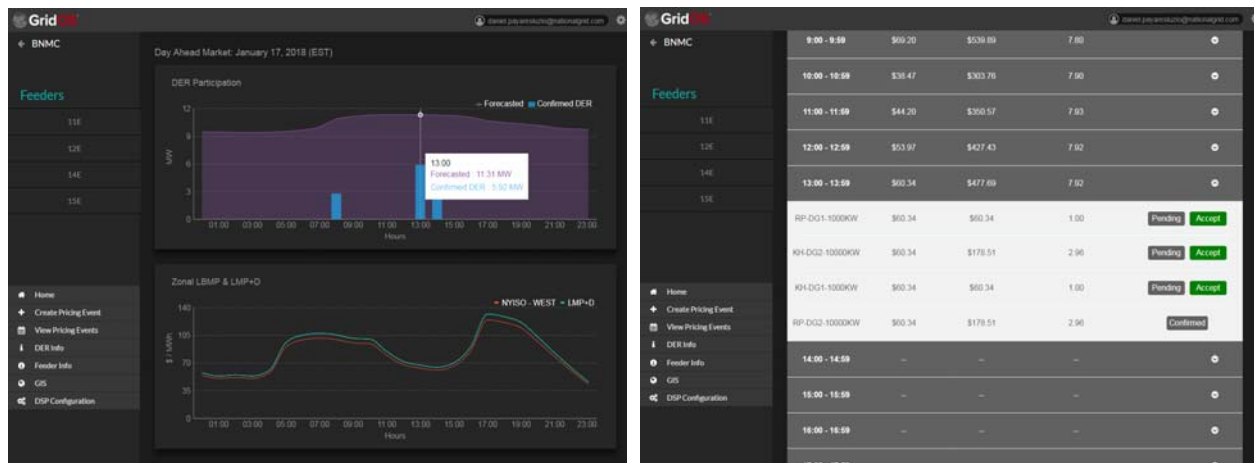 GridOS
daniel.payaresluzio@nationalgrid.com
BNMC
Day Ahead Market: January 17, 2018 (EST)
Feeders
11E
12E
14E
15E
DER Participation
Forecasted Confirmed DER
12
9
6
3
0
MW
13:00
Forecasted : 11.31 MW
Confirmed DER : 5.92 MW
01:00 03:00 05:00 07:00 09:00 11:00 13:00 15:00 17:00 19:00 21:00 23:00
Hours
Zonal LBMP & LMP+D
NYISO - WEST LMP+D
140
105
70
35
0
$ / MWh
01:00 03:00 05:00 07:00 09:00 11:00 13:00 15:00 17:00 19:00 21:00 23:00
Hours
Home
Create Pricing Event
View Pricing Events
DER Info
Feeder Info
GIS
DSP Configuration
GridOS
daniel.payaresluzio@nationalgrid.com
BNMC
Feeders
11E
12E
14E
15E
Home
Create Pricing Event
View Pricing Events
DER Info
Feeder Info
GIS
DSP Configuration
9:00 - 9:59 $69.20 $539.89 7.80
10:00 - 10:59 $38.47 $303.76 7.90
11:00 - 11:59 $44.20 $350.57 7.93
12:00 - 12:59 $53.97 $427.43 7.92
13:00 - 13:59 $60.34 $477.69 7.92
RP-DG1-1000KW $60.34 $60.34 1.00 Pending Accept
KH-DG2-10000KW $60.34 $178.51 2.96 Pending Accept
KH-DG1-1000KW $60.34 $60.34 1.00 Pending Accept
RP-DG2-10000KW $60.34 $178.51 2.96 Confirmed
14:00 - 14:59 -- -- --
15:00 - 15:59 -- -- --
16:00 - 16:59 -- -- --